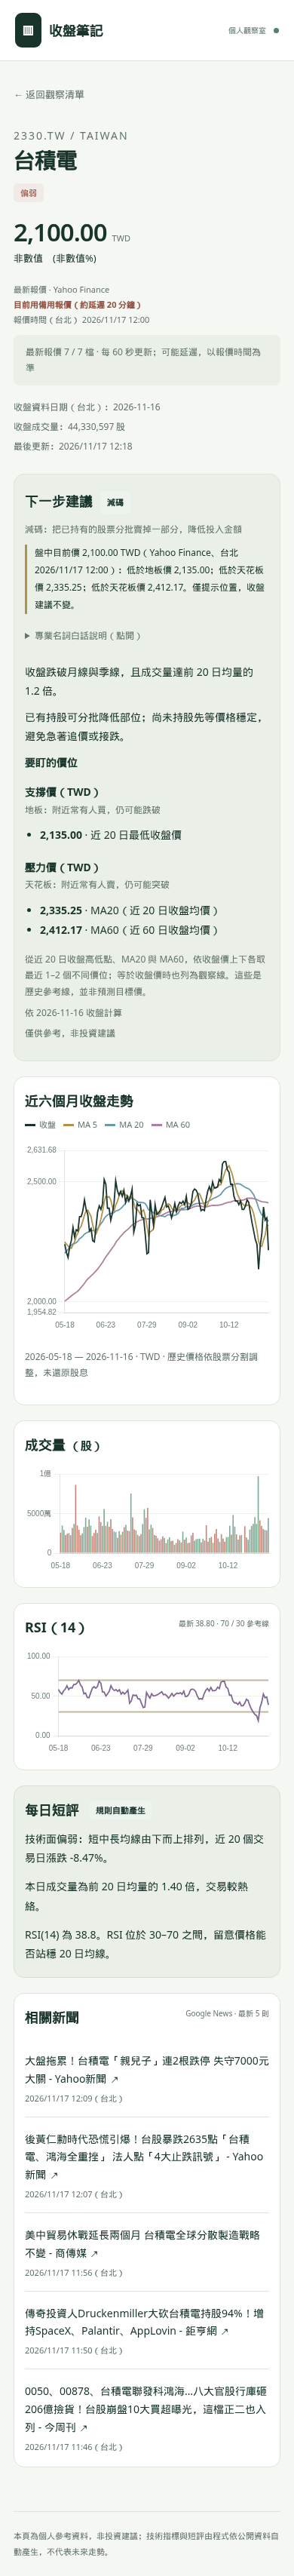 收盤筆記
個人觀察室
← 返回觀察清單
2330.TW / TAIWAN
台積電
偏弱
2,100.00 TWD
非數值 (非數值%)
最新報價 · Yahoo Finance
目前用備用報價（約延遲 20 分鐘）
報價時間（台北） 2026/11/17 12:00
最新報價 7 / 7 檔 · 每 60 秒更新；可能延遲，以報價時間為
準
收盤資料日期（台北）: 2026-11-16
收盤成交量: 44,330,597 股
最後更新: 2026/11/17 12:18
下一步建議 減碼
減碼：把已持有的股票分批賣掉一部分，降低投入金額
盤中目前價 2,100.00 TWD（Yahoo Finance、台北
2026/11/17 12:00）：低於地板價 2,135.00；低於天花板
價 2,335.25；低於天花板價 2,412.17。僅提示位置，收盤
建議不變。
▶ 專業名詞白話說明（點開）
收盤跌破月線與季線，且成交量達前 20 日均量的
1.2 倍。
已有持股可分批降低部位；尚未持股先等價格穩定，
避免急著追價或接跌。
要盯的價位
支撐價（TWD）
地板：附近常有人買，仍可能跌破
• 2,135.00 · 近 20 日最低收盤價
壓力價（TWD）
天花板：附近常有人賣，仍可能突破
• 2,335.25 · MA20（近 20 日收盤均價）
• 2,412.17 · MA60（近 60 日收盤均價）
從近 20 日收盤高低點、MA20 與 MA60，依收盤價上下各取
最近 1–2 個不同價位；等於收盤價時也列為觀察線。這些是
歷史參考線，並非預測目標價。
依 2026-11-16 收盤計算
僅供參考，非投資建議
近六個月收盤走勢
收盤 MA 5 MA 20 MA 60
2,631.68
2,500.00
2,000.00
1,954.82
05-18 06-23 07-29 09-02 10-12
2026-05-18 — 2026-11-16 · TWD · 歷史價格依股票分割調
整，未還原股息
成交量（股）
1億
5000萬
0
05-18 06-23 07-29 09-02 10-12
RSI（14）
最新 38.80 · 70 / 30 參考線
100.00
50.00
0.00
05-18 06-23 07-29 09-02 10-12
每日短評 規則自動產生
技術面偏弱：短中長均線由下而上排列，近 20 個交
易日漲跌 -8.47%。
本日成交量為前 20 日均量的 1.40 倍，交易較熱
絡。
RSI(14) 為 38.8。RSI 位於 30–70 之間，留意價格能
否站穩 20 日均線。
相關新聞
Google News · 最新 5 則
大盤拖累！台積電「親兒子」連2根跌停 失守7000元
大關 - Yahoo新聞 ↗
2026/11/17 12:09（台北）
後黃仁勳時代恐慌引爆！台股暴跌2635點「台積
電、鴻海全重挫」 法人點「4大止跌訊號」 - Yahoo
新聞 ↗
2026/11/17 12:07（台北）
美中貿易休戰延長兩個月 台積電全球分散製造戰略
不變 - 商傳媒 ↗
2026/11/17 11:56（台北）
傳奇投資人Druckenmiller大砍台積電持股94%！增
持SpaceX、Palantir、AppLovin - 鉅亨網 ↗
2026/11/17 11:50（台北）
0050、00878、台積電聯發科鴻海...八大官股行庫砸
206億撿貨！台股崩盤10大買超曝光，這檔正二也入
列 - 今周刊 ↗
2026/11/17 11:46（台北）
本頁為個人參考資料，非投資建議；技術指標與短評由程式依公開資料自
動產生，不代表未來走勢。